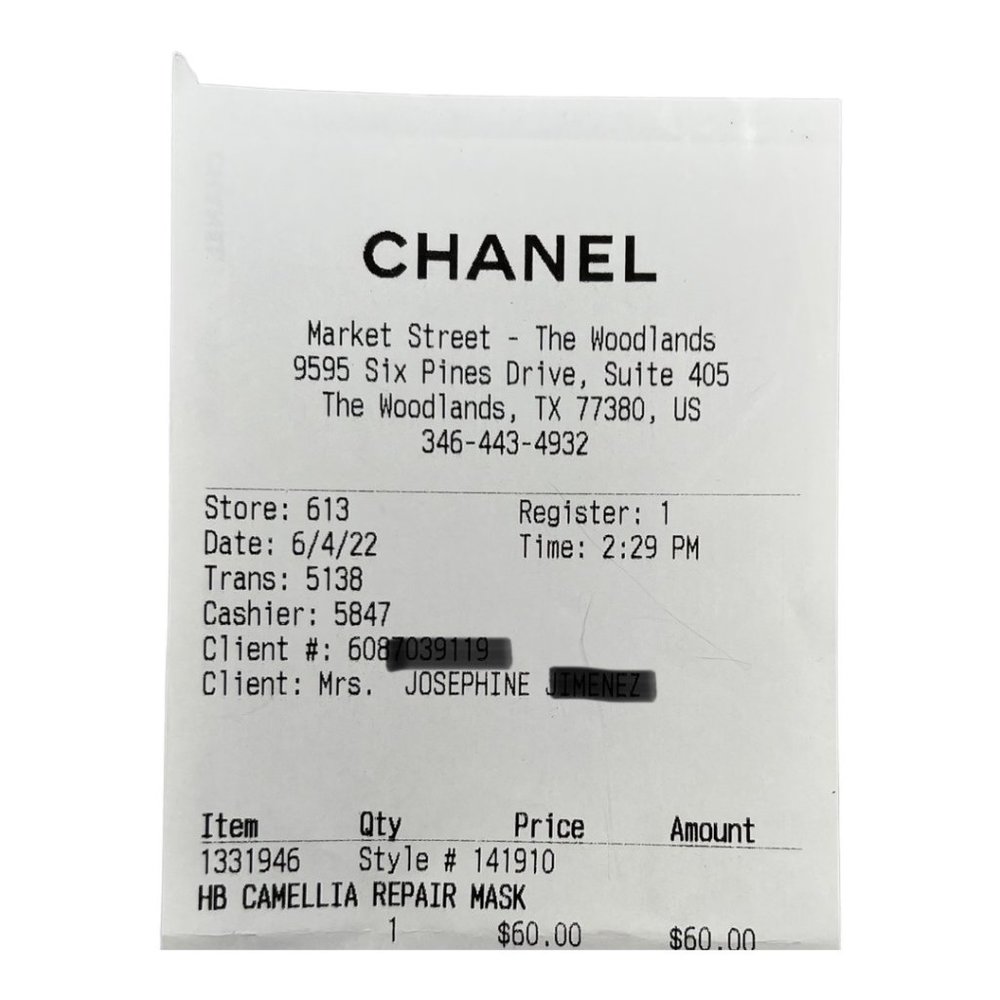 CHANEL
Market Street - The Woodlands
9595 Six Pines Drive, Suite 405
The Woodlands, TX 77380, US
346-443-4932
Store: 613 Register: 1
Date: 6/4/22 Time: 2:29 PM
Trans: 5138
Cashier: 5847
Client #: 608
Client: Mrs. JOSEPHINE
Item Qty Price Amount
1331946 Style # 141910
HB CAMELLIA REPAIR MASK
1 $60.00 $60.00